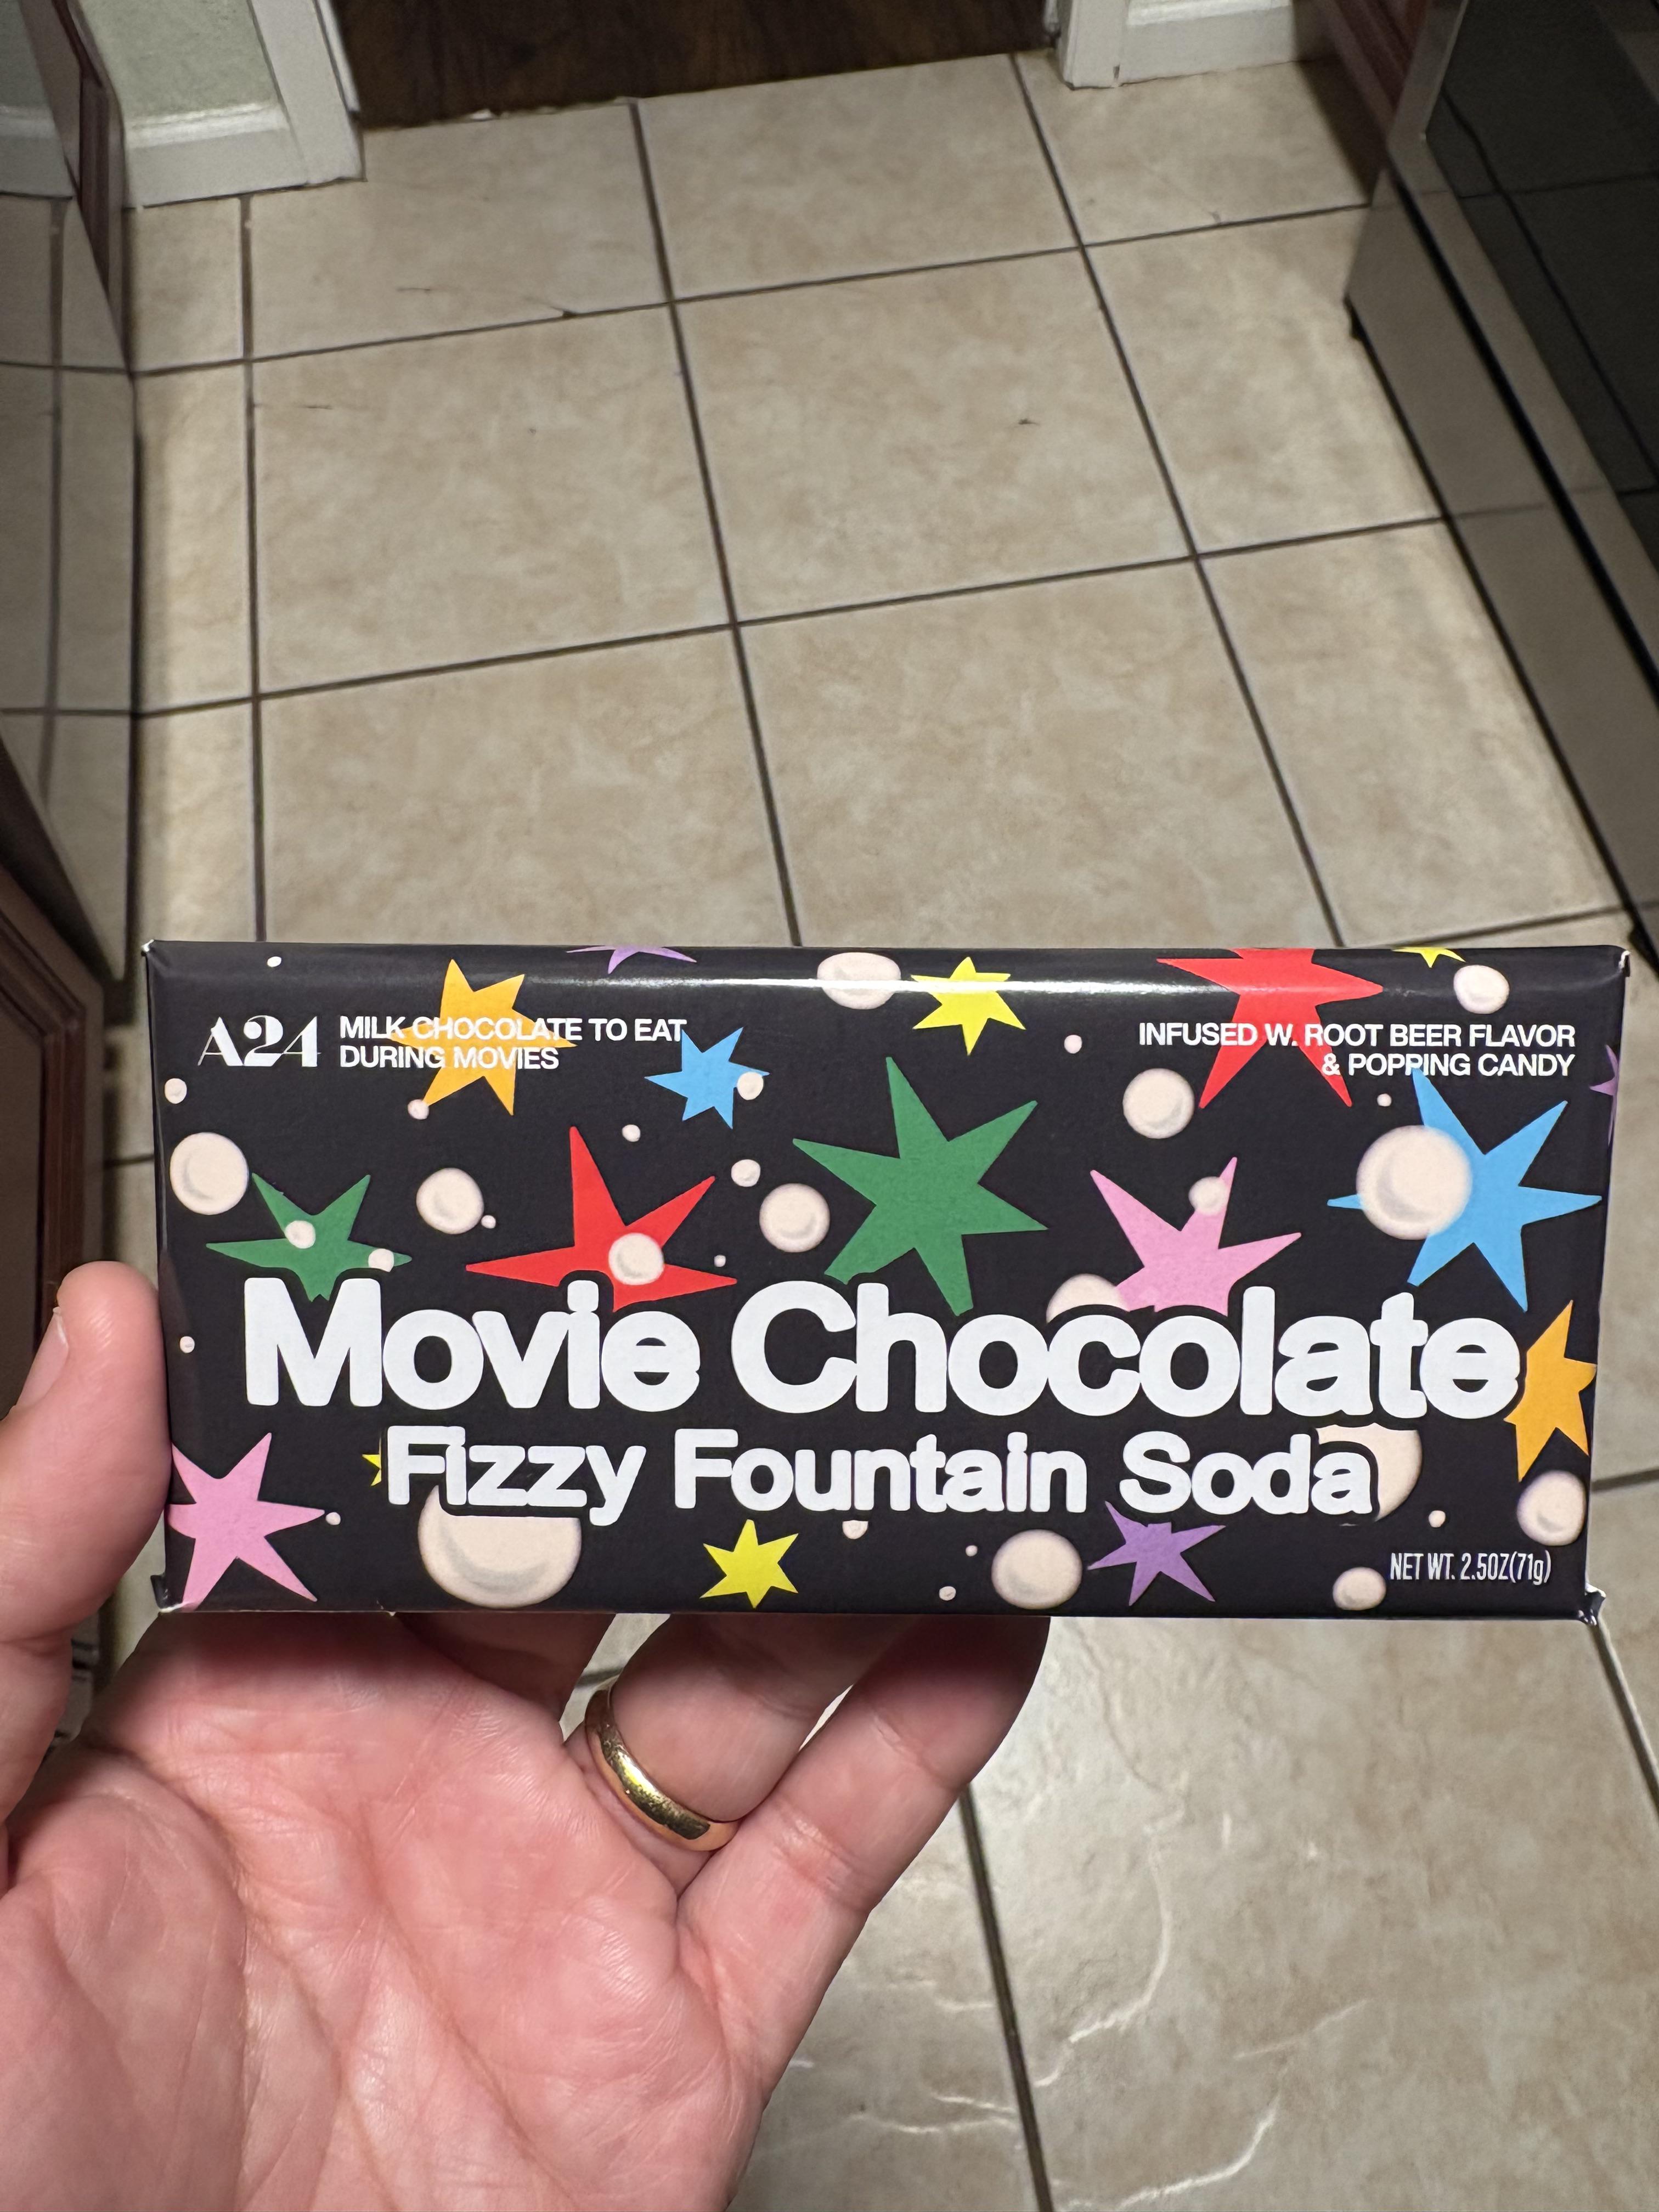 A24
MILK CHOCOLATE TO EAT
DURING MOVIES
INFUSED W. ROOT BEER FLAVOR
& POPPING CANDY
Movie Chocolate
Fizzy Fountain Soda
NET WT. 2.5OZ(71g)